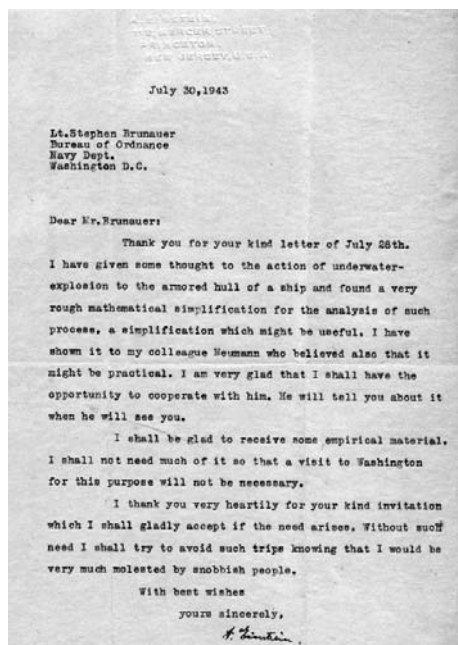 A. EINSTEIN,
112, MERCER STREET,
PRINCETON,
NEW JERSEY, U.S.A.
July 30,1943
Lt.Stephen Brunauer
Bureau of Ordnance
Navy Dept.
Washington D.C.
Dear Mr.Brunauer:
Thank you for your kind letter of July 28th.
I have given some thought to the action of underwater-
explosion to the armored hull of a ship and found a very
rough mathematical simplification for the analysis of such
process, a simplification which might be useful. I have
shown it to my colleague Neumann who believed also that it
might be practical. I am very glad that I shall have the
opportunity to cooperate with him. He will tell you about it
when he will see you.
I shall be glad to receive some empirical material.
I shall not need much of it so that a visit to Washington
for this purpose will not be necessary.
I thank you very heartily for your kind invitation
which I shall gladly accept if the need arises. Without such
need I shall try to avoid such trips knowing that I would be
very much molested by snobbish people.
With best wishes
yours sincerely,
A. Einstein.